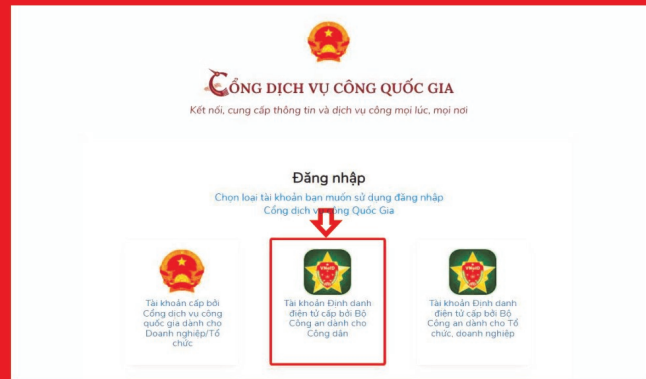 CỔNG DỊCH VỤ CÔNG QUỐC GIA
Kết nối, cung cấp thông tin và dịch vụ công mọi lúc, mọi nơi
Đăng nhập
Chọn loại tài khoản bạn muốn sử dụng đăng nhập
Cổng dịch vụ công Quốc Gia
Tài khoản cấp bởi
Cổng dịch vụ công
quốc gia dành cho
Doanh nghiệp/Tổ
chức
VNeID
Tài khoản Định danh
điện tử cấp bởi Bộ
Công an dành cho
Công dân
VNeID
Tài khoản Định danh
điện tử cấp bởi Bộ
Công an dành cho Tổ
chức, doanh nghiệp